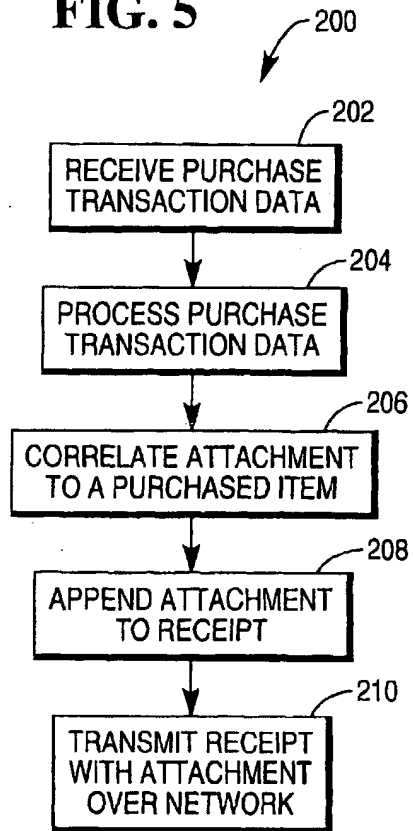 FIG. 5
200
202
RECEIVE PURCHASE
TRANSACTION DATA
204
PROCESS PURCHASE
TRANSACTION DATA
206
CORRELATE ATTACHMENT
TO A PURCHASED ITEM
208
APPEND ATTACHMENT
TO RECEIPT
210
TRANSMIT RECEIPT
WITH ATTACHMENT
OVER NETWORK